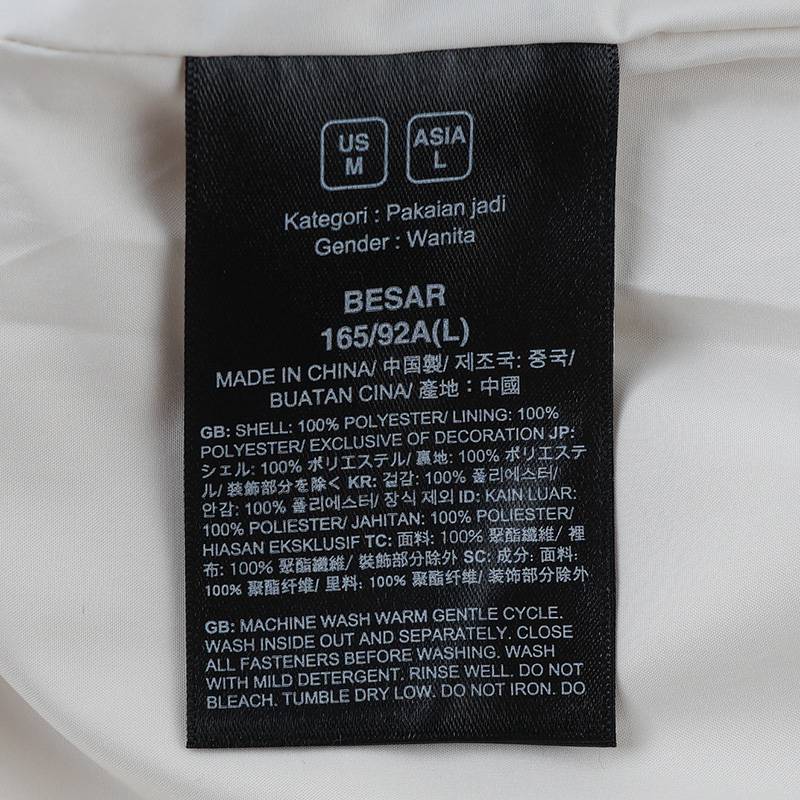 US
M
ASIA
L
Kategori : Pakaian jadi
Gender : Wanita
BESAR
165/92A(L)
MADE IN CHINA/ 中国製/ 제조국: 중국/
BUATAN CINA/ 產地：中國
GB: SHELL: 100% POLYESTER/ LINING: 100%
POLYESTER/ EXCLUSIVE OF DECORATION JP:
シェル: 100% ポリエステル/ 裏地: 100% ポリエステ
ル/ 装飾部分を除く KR: 겉감: 100% 폴리에스터/
안감: 100% 폴리에스터/ 장식 제외 ID: KAIN LUAR:
100% POLIESTER/ JAHITAN: 100% POLIESTER/
HIASAN EKSKLUSIF TC: 面料: 100% 聚酯纖維/ 裡
布: 100% 聚酯纖維/ 裝飾部分除外 SC: 成分: 面料:
100% 聚酯纤维/ 里料: 100% 聚酯纤维/ 装饰部分除外
GB: MACHINE WASH WARM GENTLE CYCLE.
WASH INSIDE OUT AND SEPARATELY. CLOSE
ALL FASTENERS BEFORE WASHING. WASH
WITH MILD DETERGENT. RINSE WELL. DO NOT
BLEACH. TUMBLE DRY LOW. DO NOT IRON. DO